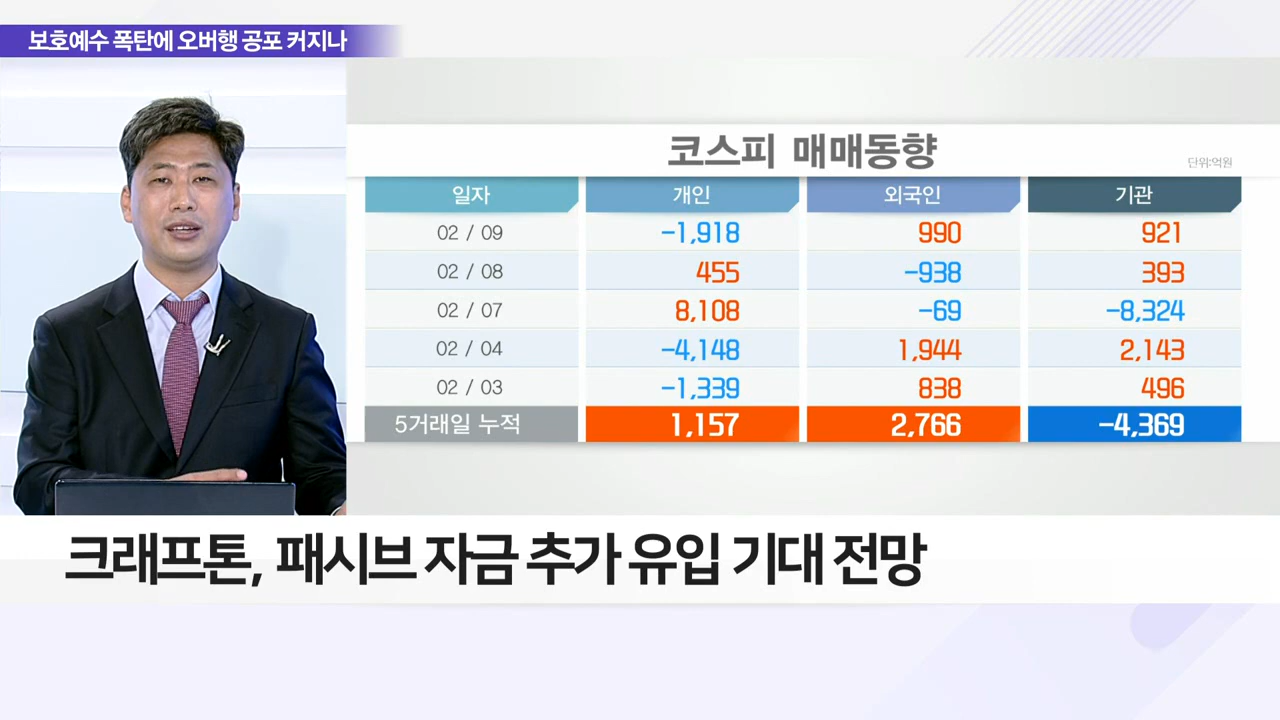 보호예수 폭탄에 오버행 공포 커지나
코스피 매매동향
단위:억원
일자 개인 외국인 기관
02 / 09 -1,918 990 921
02 / 08 455 -938 393
02 / 07 8,108 -69 -8,324
02 / 04 -4,148 1,944 2,143
02 / 03 -1,339 838 496
5거래일 누적 1,157 2,766 -4,369
크래프톤, 패시브 자금 추가 유입 기대 전망